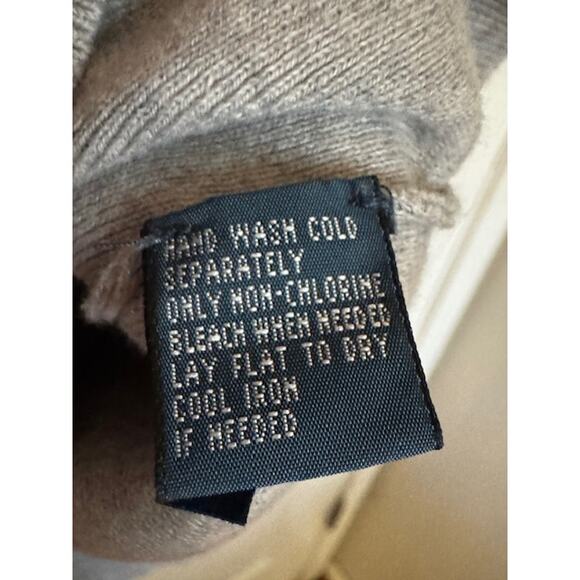 HAND WASH COLD
SEPARATELY
ONLY NON-CHLORINE
BLEACH WHEN NEEDED
LAY FLAT TO DRY
COOL IRON
IF NEEDED